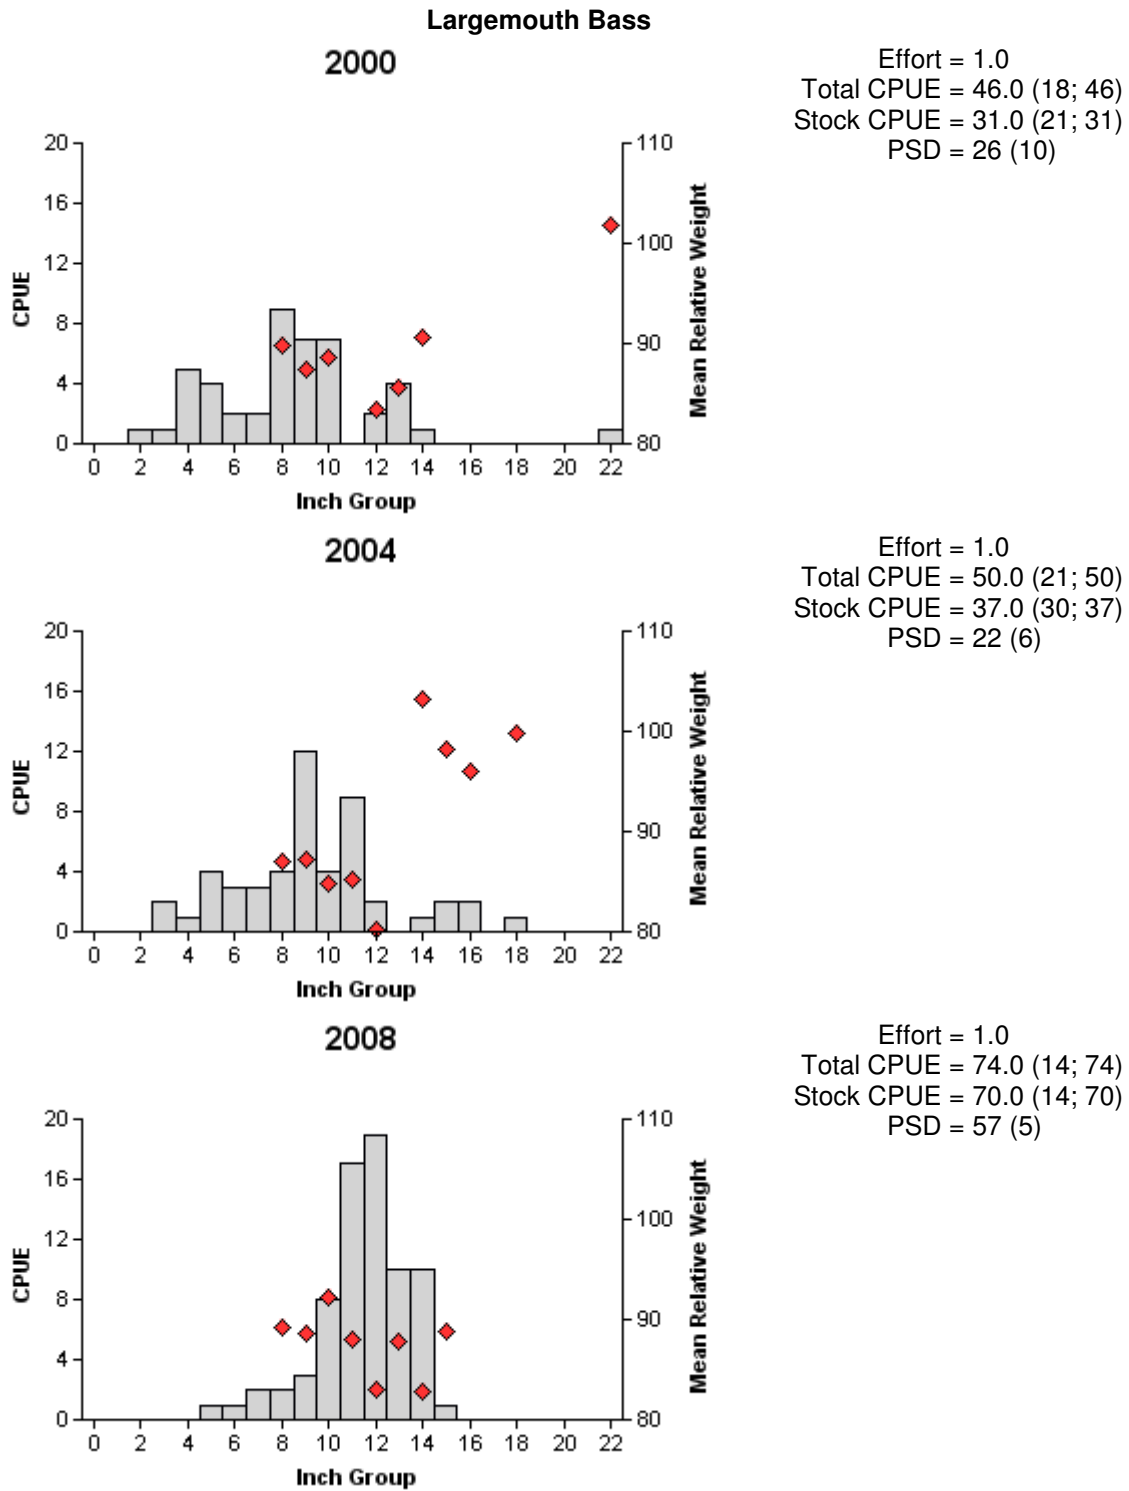 Largemouth Bass
2000
Effort = 1.0
Total CPUE = 46.0 (18; 46)
Stock CPUE = 31.0 (21; 31)
PSD = 26 (10)
20
16
12
8
4
0
CPUE
110
100
90
80
Mean Relative Weight
0 2 4 6 8 10 12 14 16 18 20 22
Inch Group
2004
Effort = 1.0
Total CPUE = 50.0 (21; 50)
Stock CPUE = 37.0 (30; 37)
PSD = 22 (6)
20
16
12
8
4
0
CPUE
110
100
90
80
Mean Relative Weight
0 2 4 6 8 10 12 14 16 18 20 22
Inch Group
2008
Effort = 1.0
Total CPUE = 74.0 (14; 74)
Stock CPUE = 70.0 (14; 70)
PSD = 57 (5)
20
16
12
8
4
0
CPUE
110
100
90
80
Mean Relative Weight
0 2 4 6 8 10 12 14 16 18 20 22
Inch Group